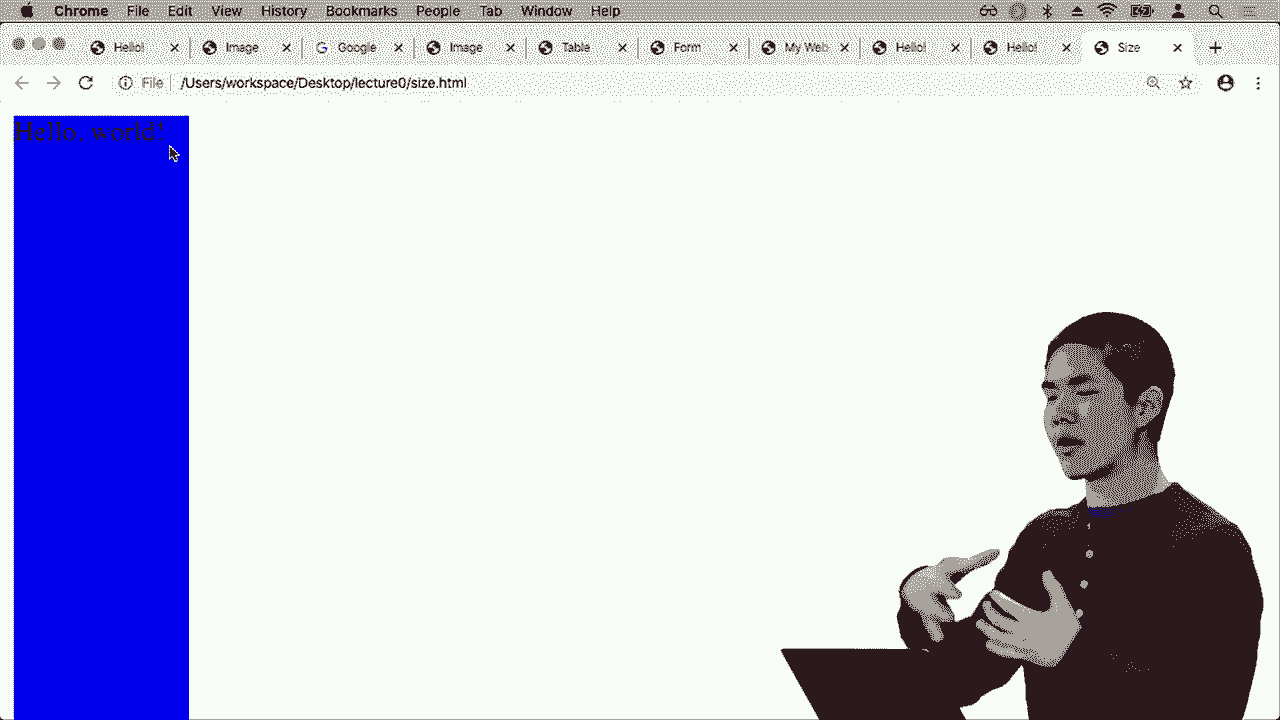 Chrome File Edit View History Bookmarks People Tab Window Help
Hello! Image Google Image Table Form My Web Hello! Hello! Size
File /Users/workspace/Desktop/lecture0/size.html
Hello, world!